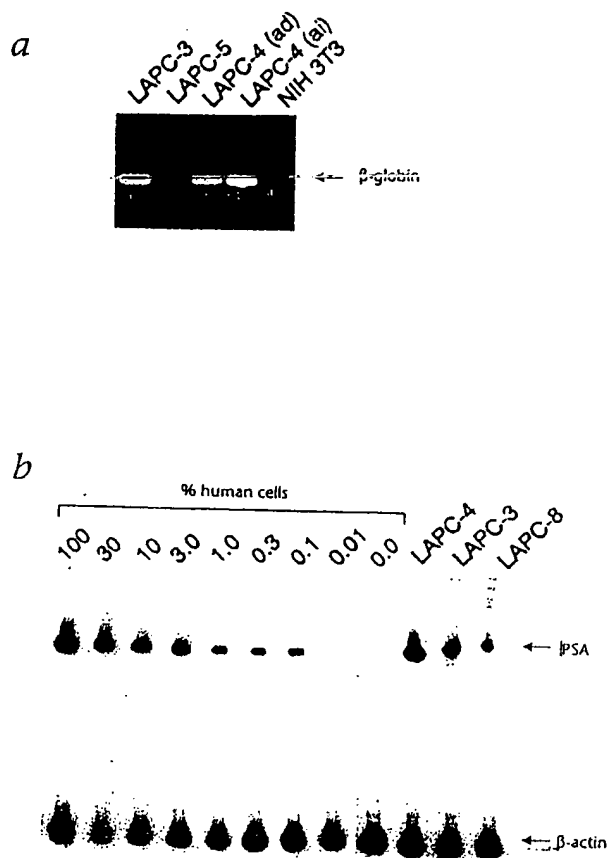 a
LAPC-3
LAPC-5
LAPC-4 (ad)
LAPC-4 (ai)
NIH 3T3
β-globin
b
% human cells
100
30
10
3.0
1.0
0.3
0.1
0.01
0.0
LAPC-4
LAPC-3
LAPC-8
PSA
β-actin